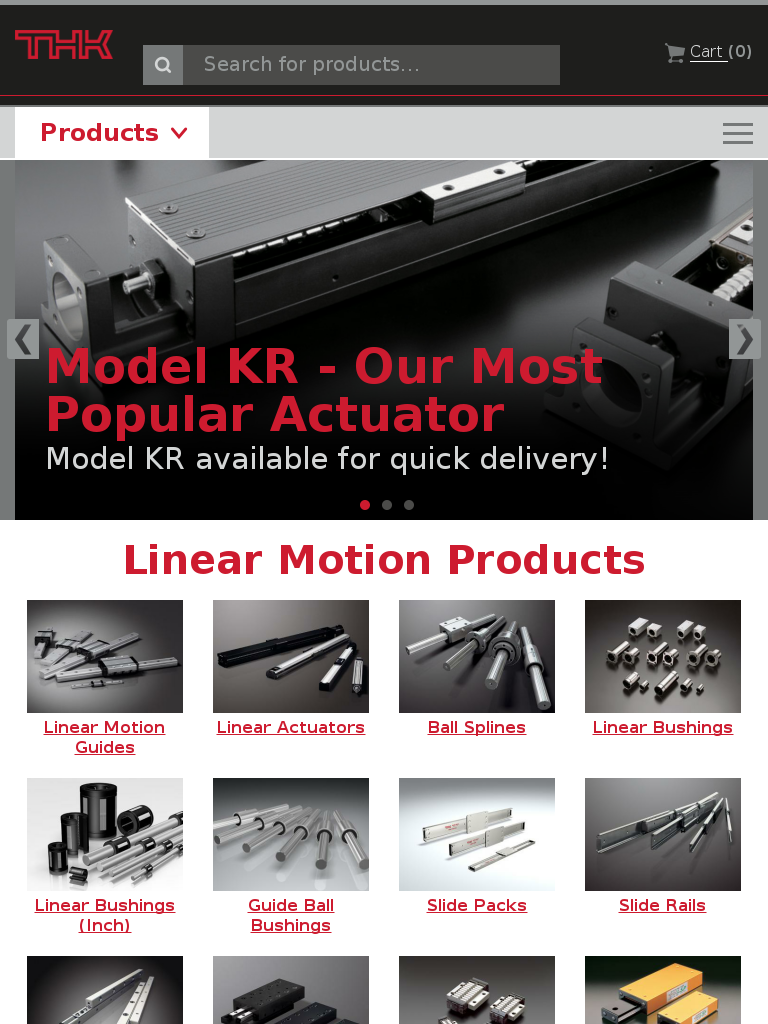 THK
Search for products...
Cart (0)
Products
Model KR - Our Most
Popular Actuator
Model KR available for quick delivery!
Linear Motion Products
Linear Motion
Guides
Linear Actuators
Ball Splines
Linear Bushings
Linear Bushings
(Inch)
Guide Ball
Bushings
Slide Packs
Slide Rails